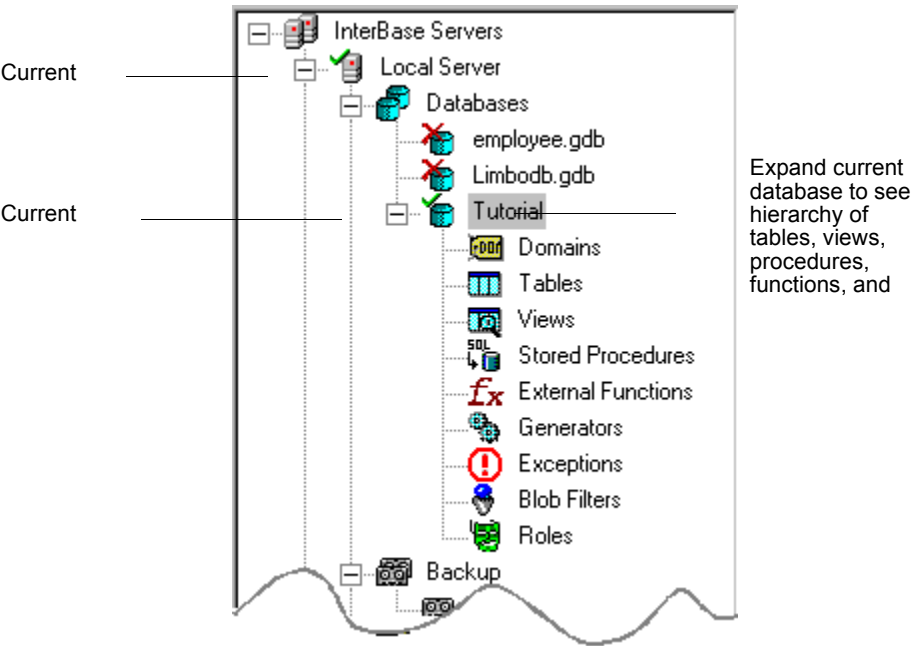 InterBase Servers
Current
Local Server
Databases
employee.gdb
Limbodb.gdb
Current
Tutorial
Expand current
database to see
hierarchy of
tables, views,
procedures,
functions, and
Domains
Tables
Views
SQL
Stored Procedures
fx
External Functions
Generators
Exceptions
Blob Filters
Roles
Backup